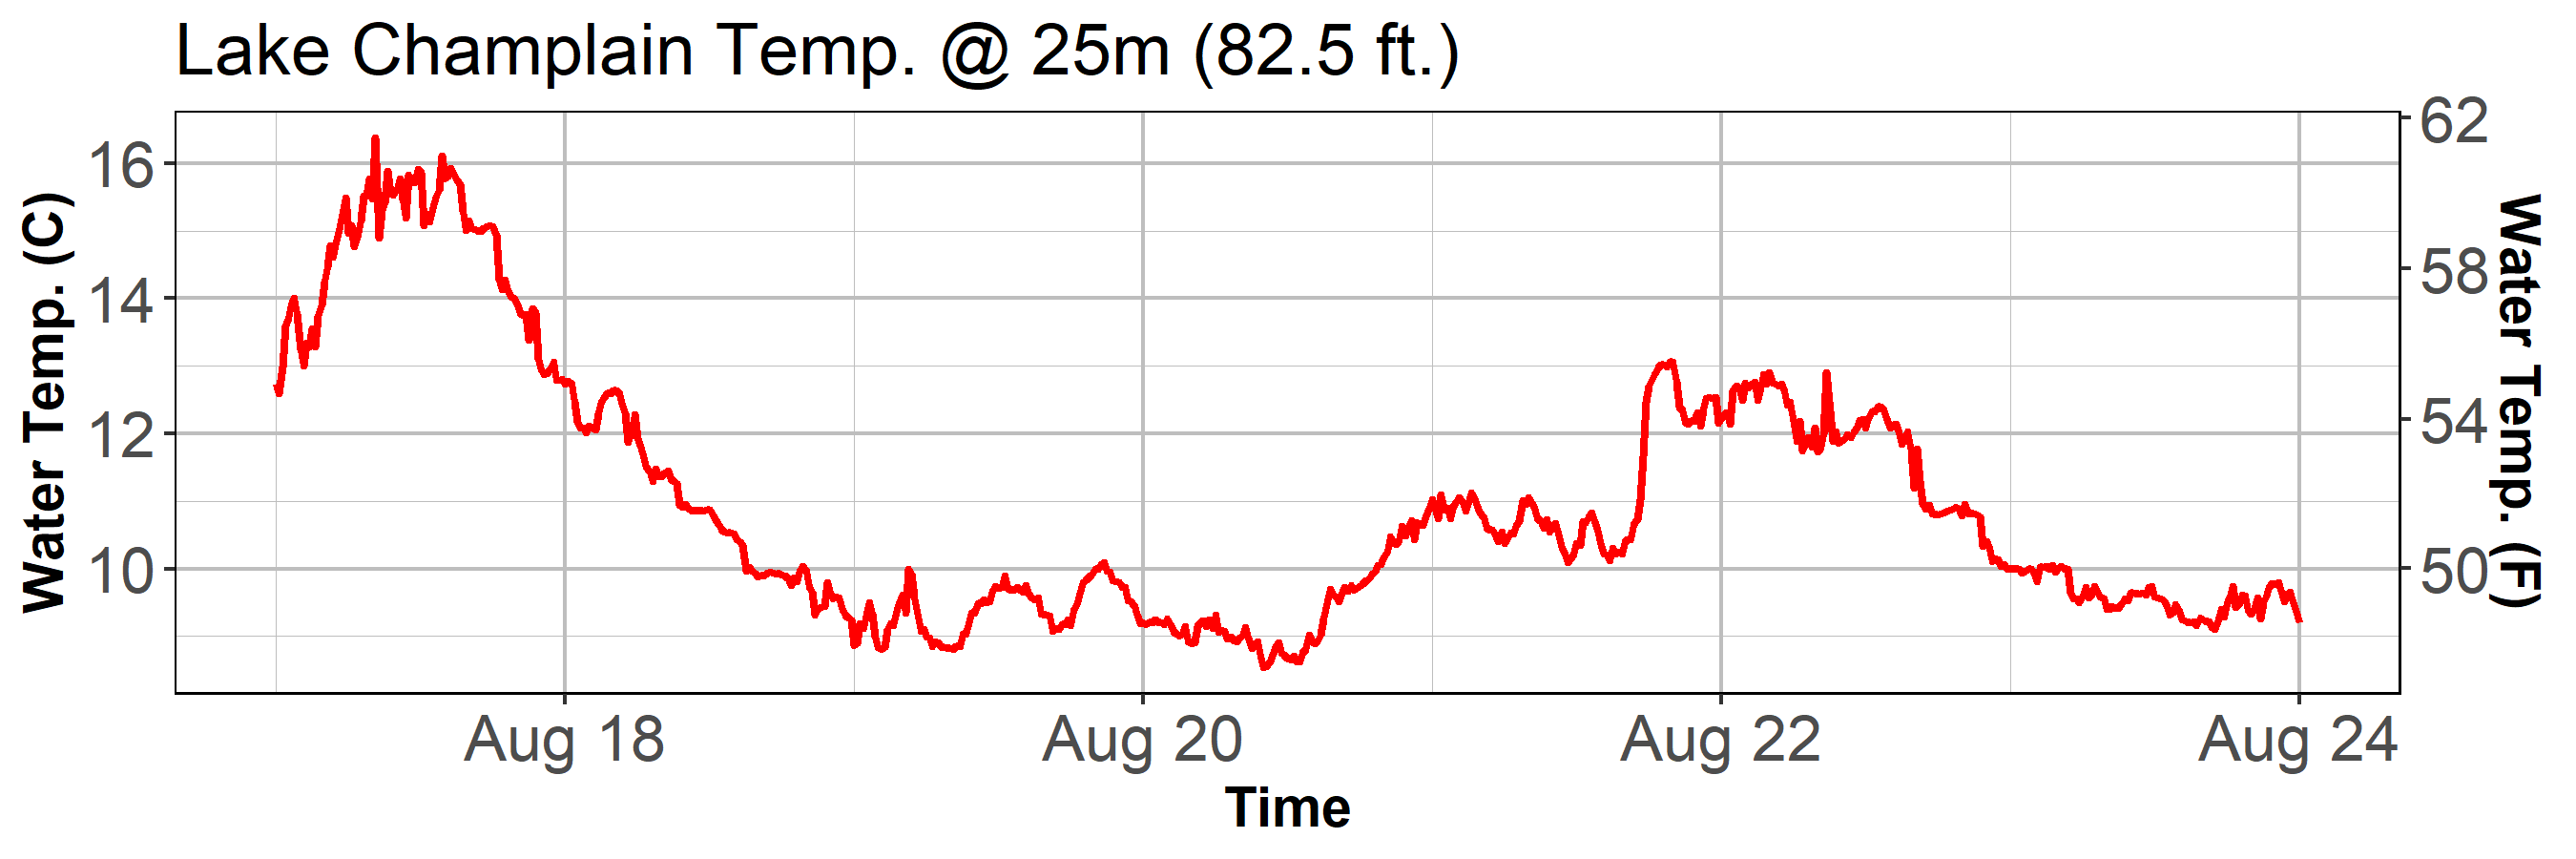 Lake Champlain Temp. @ 25m (82.5 ft.)
Water Temp. (C)
16
14
12
10
62
58
54
50
Water Temp. (F)
Aug 18
Aug 20
Aug 22
Aug 24
Time